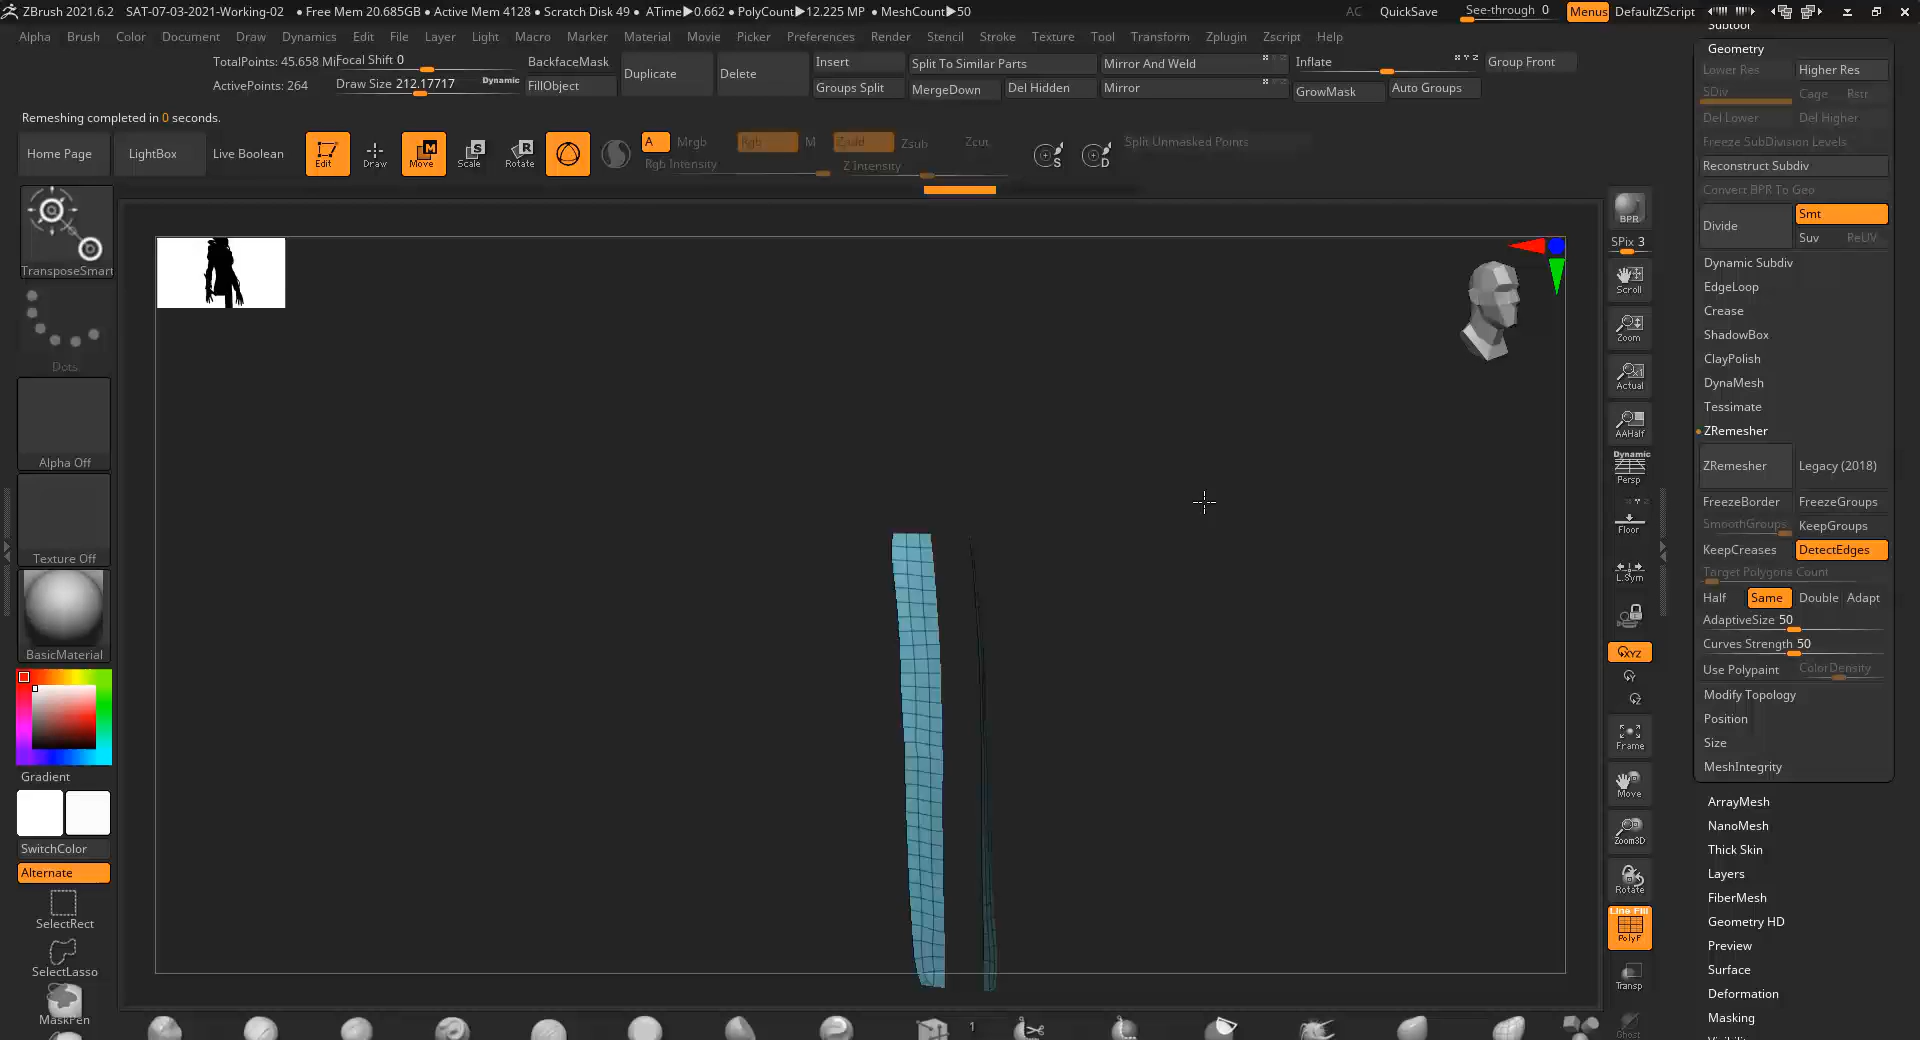 ZBrush 2021.6.2 SAT-07-03-2021-Working-02 ● Free Mem 20.685GB ● Active Mem 4128 ● Scratch Disk 49 ● ATime▶0.662 ● PolyCount▶12.225 MP ● MeshCount▶50 AC QuickSave See-through 0 Menus DefaultZScript
Alpha Brush Color Document Draw Dynamics Edit File Layer Light Macro Marker Material Movie Picker Preferences Render Stencil Stroke Texture Tool Transform Zplugin Zscript Help
TotalPoints: 45.658 Mi Focal Shift 0 BackfaceMask Duplicate Delete Insert Split To Similar Parts Mirror And Weld Inflate Group Front
ActivePoints: 264 Draw Size 212.17717 Dynamic FillObject Groups Split MergeDown Del Hidden Mirror GrowMask Auto Groups
Remeshing completed in 0 seconds.
Home Page LightBox Live Boolean Edit Draw Move Scale Rotate A Mrgb Rgb M Zadd Zsub Zcut Split Unmasked Points
Rgb Intensity Z Intensity
S D
TransposeSmart
Dots
Alpha Off
Texture Off
BasicMaterial
Gradient
SwitchColor
Alternate
SelectRect
SelectLasso
MaskPen
1
BPR
SPix 3
Scroll
Zoom
Actual
AAHalf
Dynamic
Persp
Floor
L.Sym
XYZ
Y
Z
Frame
Move
Zoom3D
Rotate
Line Fill
PolyF
Transp
Ghost
Subtool
Geometry
Lower Res Higher Res
SDiv Cage Rstr
Del Lower Del Higher
Freeze SubDivision Levels
Reconstruct Subdiv
Convert BPR To Geo
Divide Smt
Suv ReUV
Dynamic Subdiv
EdgeLoop
Crease
ShadowBox
ClayPolish
DynaMesh
Tessimate
ZRemesher
ZRemesher Legacy (2018)
FreezeBorder FreezeGroups
SmoothGroups KeepGroups
KeepCreases DetectEdges
Target Polygons Count
Half Same Double Adapt
AdaptiveSize 50
Curves Strength 50
Use Polypaint ColorDensity
Modify Topology
Position
Size
MeshIntegrity
ArrayMesh
NanoMesh
Thick Skin
Layers
FiberMesh
Geometry HD
Preview
Surface
Deformation
Masking